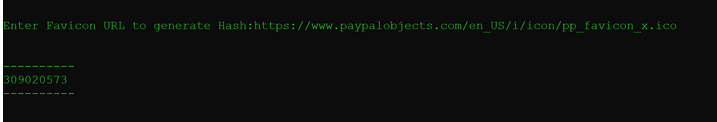 Enter Favicon URL to generate Hash:https://www.paypalobjects.com/en_US/i/icon/pp_favicon_x.ico
----------
309020573
----------